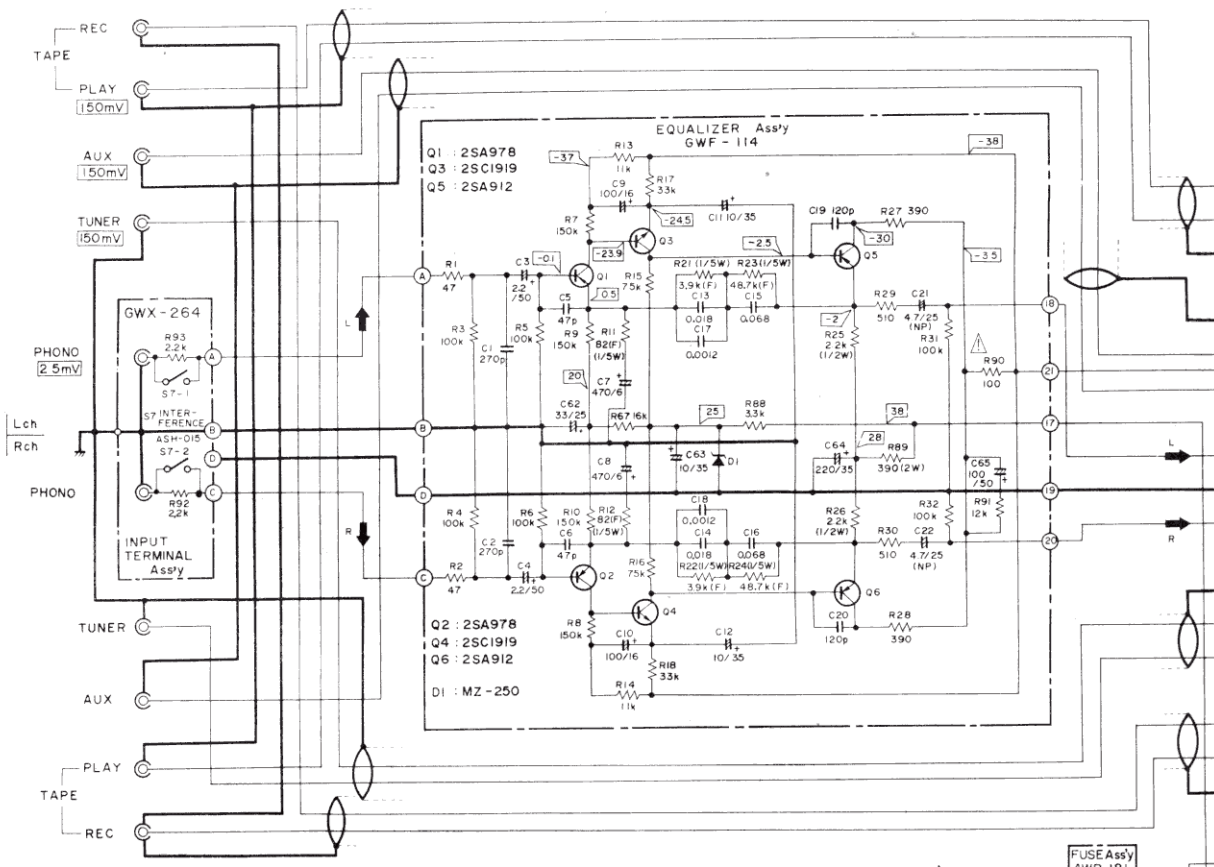 REC
TAPE
PLAY
150mV
AUX
150mV
TUNER
150mV
EQUALIZER Ass'y
GWF-114
Q1 : 2SA978
Q3 : 2SC1919
Q5 : 2SA912
-37
R13
11k
-38
C9
100/16
R17
33k
C11 10/35
C19 120p
R27 390
R7
150k
-24.5
-23.9
Q3
-2.5
-30
Q5
-3.5
A
R1
47
C3
2.2
/50
-0.1
Q1
R15
75k
R21 (1/5W)
3.9k(F)
R23 (1/5W)
48.7k(F)
0.5
C5
47p
C13
0.018
C15
0.068
C17
0.0012
-2
R29
510
C21
4.7/25
(NP)
18
R3
100k
R5
100k
C1
270p
R9
150k
R11
82(F)
(1/5W)
R25
2.2k
(1/2W)
R31
100k
R90
100
21
GWX-264
R93
2.2k
A
L
PHONO
2.5mV
S7-1
20
C7
470/6
Lch
Rch
S7 INTER-
FERENCE
B
ASH-015
S7-2
D
B
C62
33/25
R67 16k
25
R88
3.3k
38
17
C8
470/6
C63
10/35
D1
C64
220/35
28
R89
390(2W)
C65
100
/50
L
PHONO
R92
2.2k
C
D
19
INPUT
TERMINAL
Ass'y
R
R4
100k
R6
100k
C2
270p
R10
150k
R12
82(F)
(1/5W)
C18
0.0012
C14
0.018
C16
0.068
R26
2.2k
(1/2W)
R32
100k
R91
12k
R30
510
C22
4.7/25
(NP)
20
R
C6
47p
C
R2
47
C4
2.2/50
Q2
R16
75k
R22(1/5W)
3.9k(F)
R24(1/5W)
48.7k(F)
Q4
Q6
TUNER
R8
150k
C10
100/16
C12
10/35
C20
120p
R28
390
Q2 : 2SA978
Q4 : 2SC1919
Q6 : 2SA912
R18
33k
R14
11k
D1 : MZ-250
AUX
PLAY
TAPE
REC
FUSE Ass'y